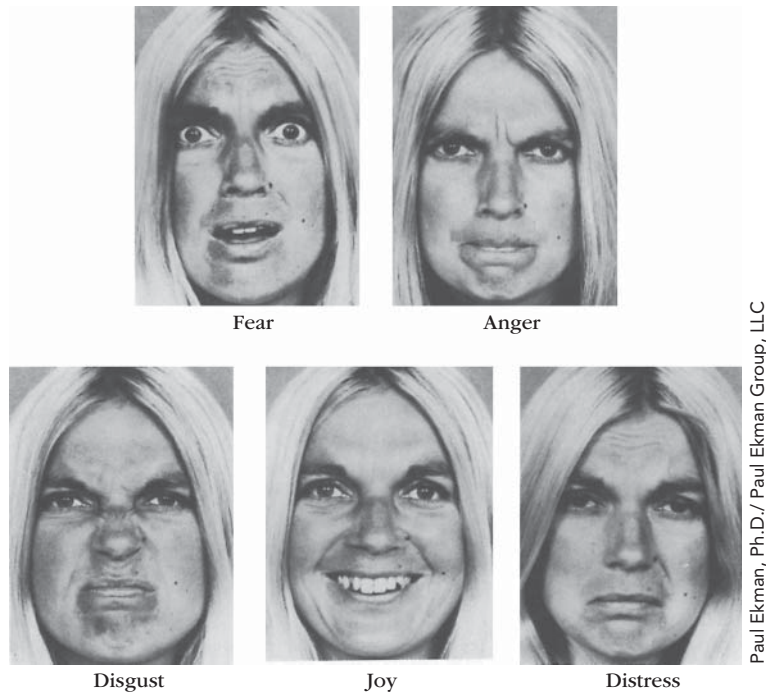 Fear
Anger
Disgust
Joy
Distress
Paul Ekman, Ph.D./ Paul Ekman Group, LLC